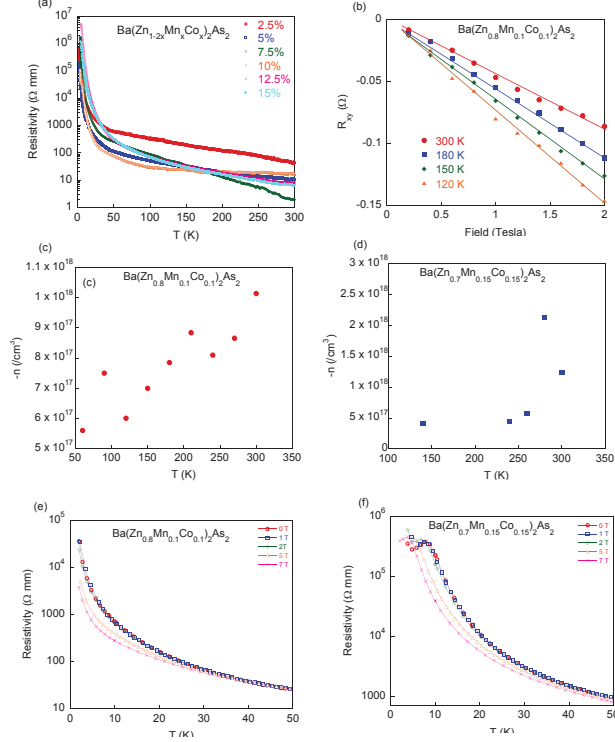 (a)
Ba(Zn1-2xMnxCox)2As2
2.5%
5%
7.5%
10%
12.5%
15%
Resistivity (Ω mm)
10^7
10^6
10^5
10^4
1000
100
10
1
0 50 100 150 200 250 300
T (K)
(b)
Ba(Zn0.8Mn0.1Co0.1)2As2
Rxy (Ω)
0
-0.05
-0.1
-0.15
300 K
180 K
150 K
120 K
0 0.4 0.8 1.2 1.6 2
Field (Tesla)
(c)
(c)
Ba(Zn0.8Mn0.1Co0.1)2As2
-n (/cm3)
1.1 x 10^18
1 x 10^18
9 x 10^17
8 x 10^17
7 x 10^17
6 x 10^17
5 x 10^17
50 100 150 200 250 300 350
T (K)
(d)
Ba(Zn0.7Mn0.15Co0.15)2As2
-n (/cm3)
3 x 10^18
2.5 x 10^18
2 x 10^18
1.5 x 10^18
1 x 10^18
5 x 10^17
0
100 150 200 250 300 350
T (K)
(e)
Ba(Zn0.8Mn0.1Co0.1)2As2
0 T
1 T
2T
5 T
7 T
Resistivity (Ω mm)
10^5
10^4
1000
100
10
0 10 20 30 40 50
T (K)
(f)
Ba(Zn0.7Mn0.15Co0.15)2As2
0 T
1 T
2T
5 T
7 T
Resistivity (Ω mm)
10^6
10^5
10^4
1000
0 10 20 30 40 50
T (K)